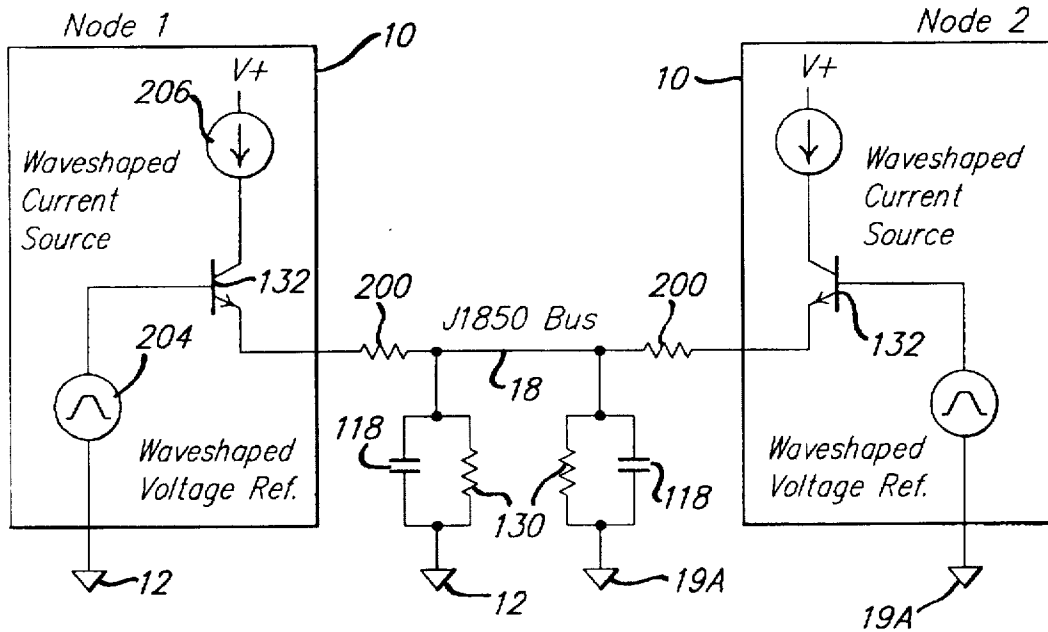 Node 1
10
Node 2
10
V+
206
Waveshaped
Current
Source
132
204
Waveshaped
Voltage Ref.
12
200
J1850 Bus
18
200
118
130
118
12
19A
V+
Waveshaped
Current
Source
132
Waveshaped
Voltage Ref.
19A